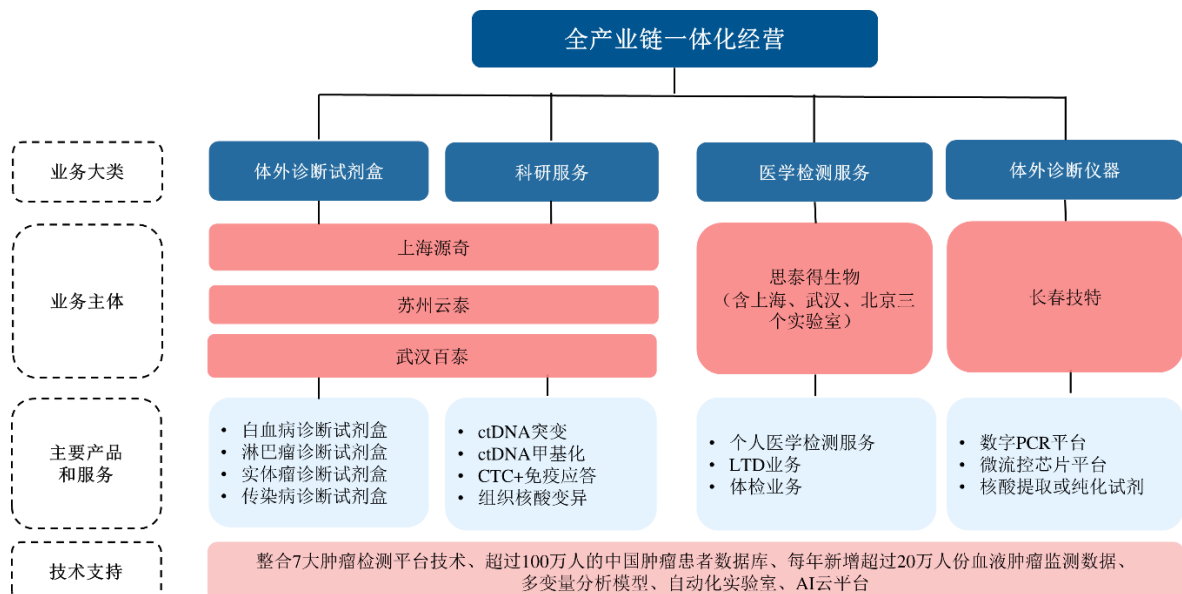 全产业链一体化经营
业务大类
体外诊断试剂盒
科研服务
医学检测服务
体外诊断仪器
业务主体
上海源奇
苏州云泰
武汉百泰
思泰得生物
（含上海、武汉、北京三
个实验室）
长春技特
主要产品
和服务
• 白血病诊断试剂盒
• 淋巴瘤诊断试剂盒
• 实体瘤诊断试剂盒
• 传染病诊断试剂盒
• ctDNA突变
• ctDNA甲基化
• CTC+免疫应答
• 组织核酸变异
• 个人医学检测服务
• LTD业务
• 体检业务
• 数字PCR平台
• 微流控芯片平台
• 核酸提取或纯化试剂
技术支持
整合7大肿瘤检测平台技术、超过100万人的中国肿瘤患者数据库、每年新增超过20万人份血液肿瘤监测数据、
多变量分析模型、自动化实验室、AI云平台